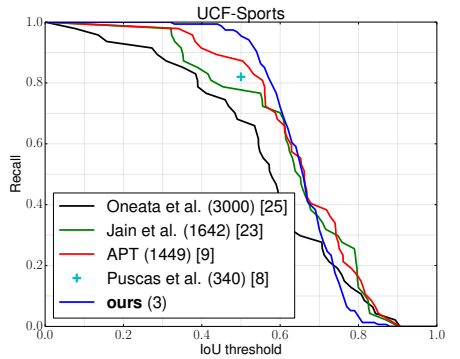 UCF-Sports
1.0
0.8
0.6
0.4
0.2
0.0
Recall
Oneata et al. (3000) [25]
Jain et al. (1642) [23]
APT (1449) [9]
Puscas et al. (340) [8]
ours (3)
0.0 0.2 0.4 0.6 0.8 1.0
IoU threshold